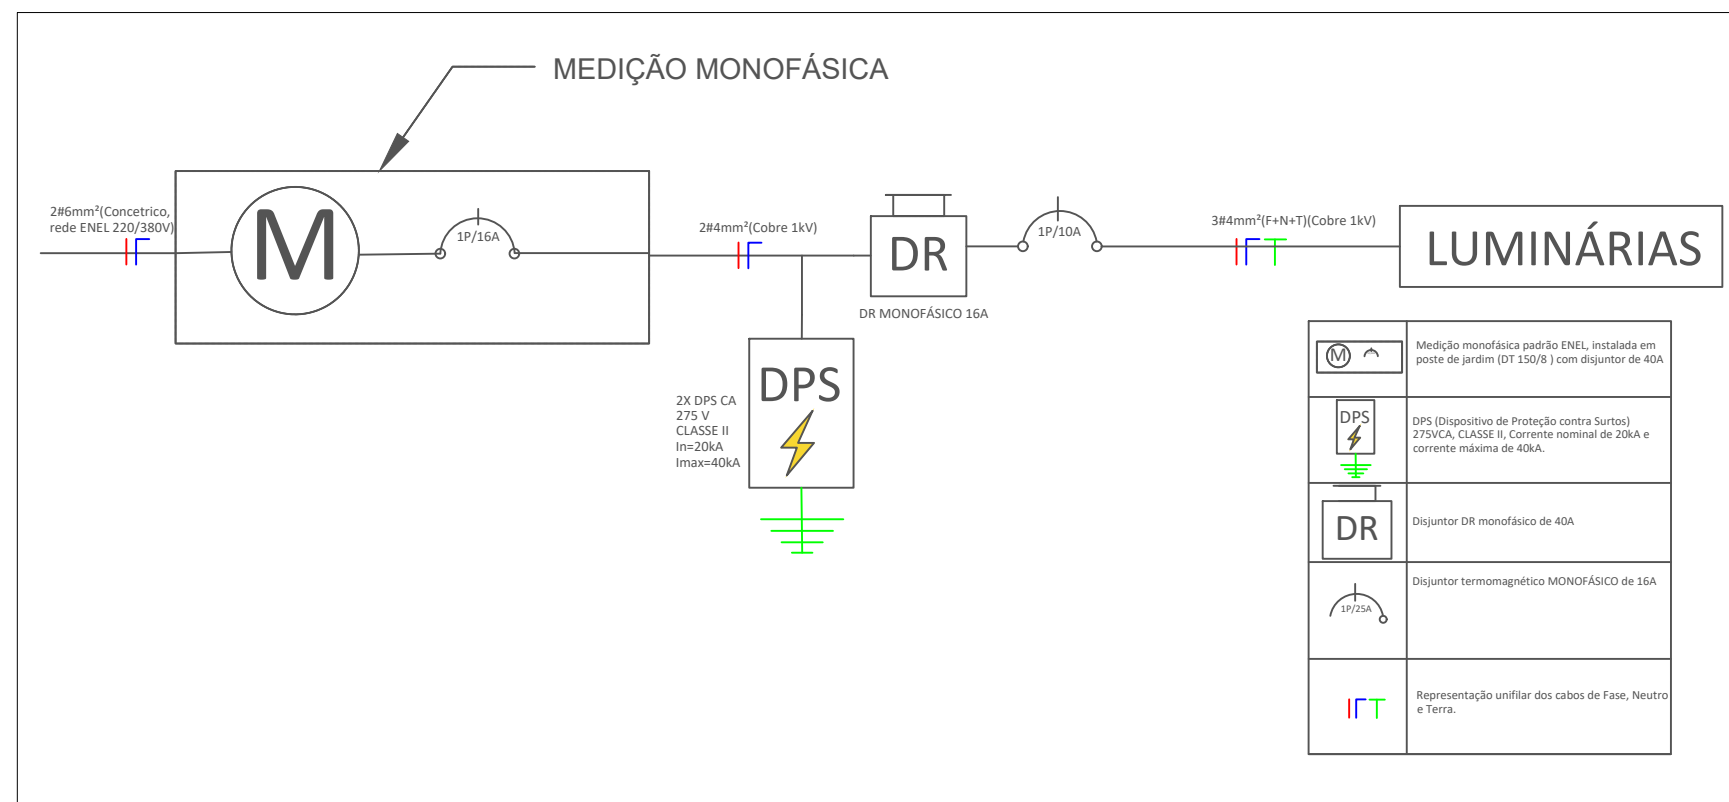 MEDIÇÃO MONOFÁSICA
2#6mm²(Concetrico,
rede ENEL 220/380V)
M
1P/16A
2#4mm²(Cobre 1kV)
DR
DR MONOFÁSICO 16A
1P/10A
3#4mm²(F+N+T)(Cobre 1kV)
LUMINÁRIAS
2X DPS CA
275 V
CLASSE II
In=20kA
Imax=40kA
DPS
M
Medição monofásica padrão ENEL, instalada em
poste de jardim (DT 150/8 ) com disjuntor de 40A
DPS
DPS (Dispositivo de Proteção contra Surtos)
275VCA, CLASSE II, Corrente nominal de 20kA e
corrente máxima de 40kA.
DR
Disjuntor DR monofásico de 40A
1P/25A
Disjuntor termomagnético MONOFÁSICO de 16A
Representação unifilar dos cabos de Fase, Neutro
e Terra.